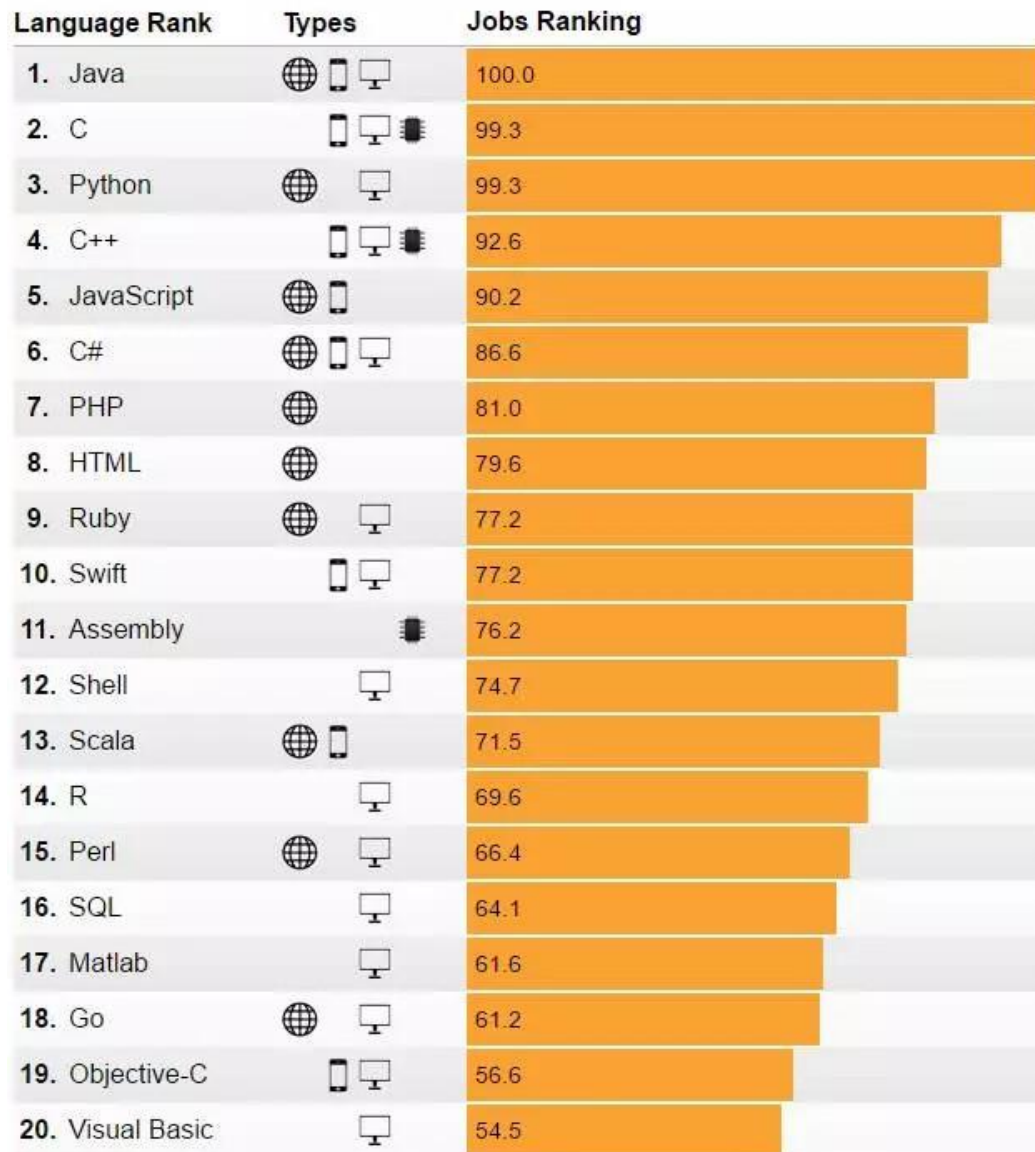 Language Rank Types Jobs Ranking
1. Java 100.0
2. C 99.3
3. Python 99.3
4. C++ 92.6
5. JavaScript 90.2
6. C# 86.6
7. PHP 81.0
8. HTML 79.6
9. Ruby 77.2
10. Swift 77.2
11. Assembly 76.2
12. Shell 74.7
13. Scala 71.5
14. R 69.6
15. Perl 66.4
16. SQL 64.1
17. Matlab 61.6
18. Go 61.2
19. Objective-C 56.6
20. Visual Basic 54.5